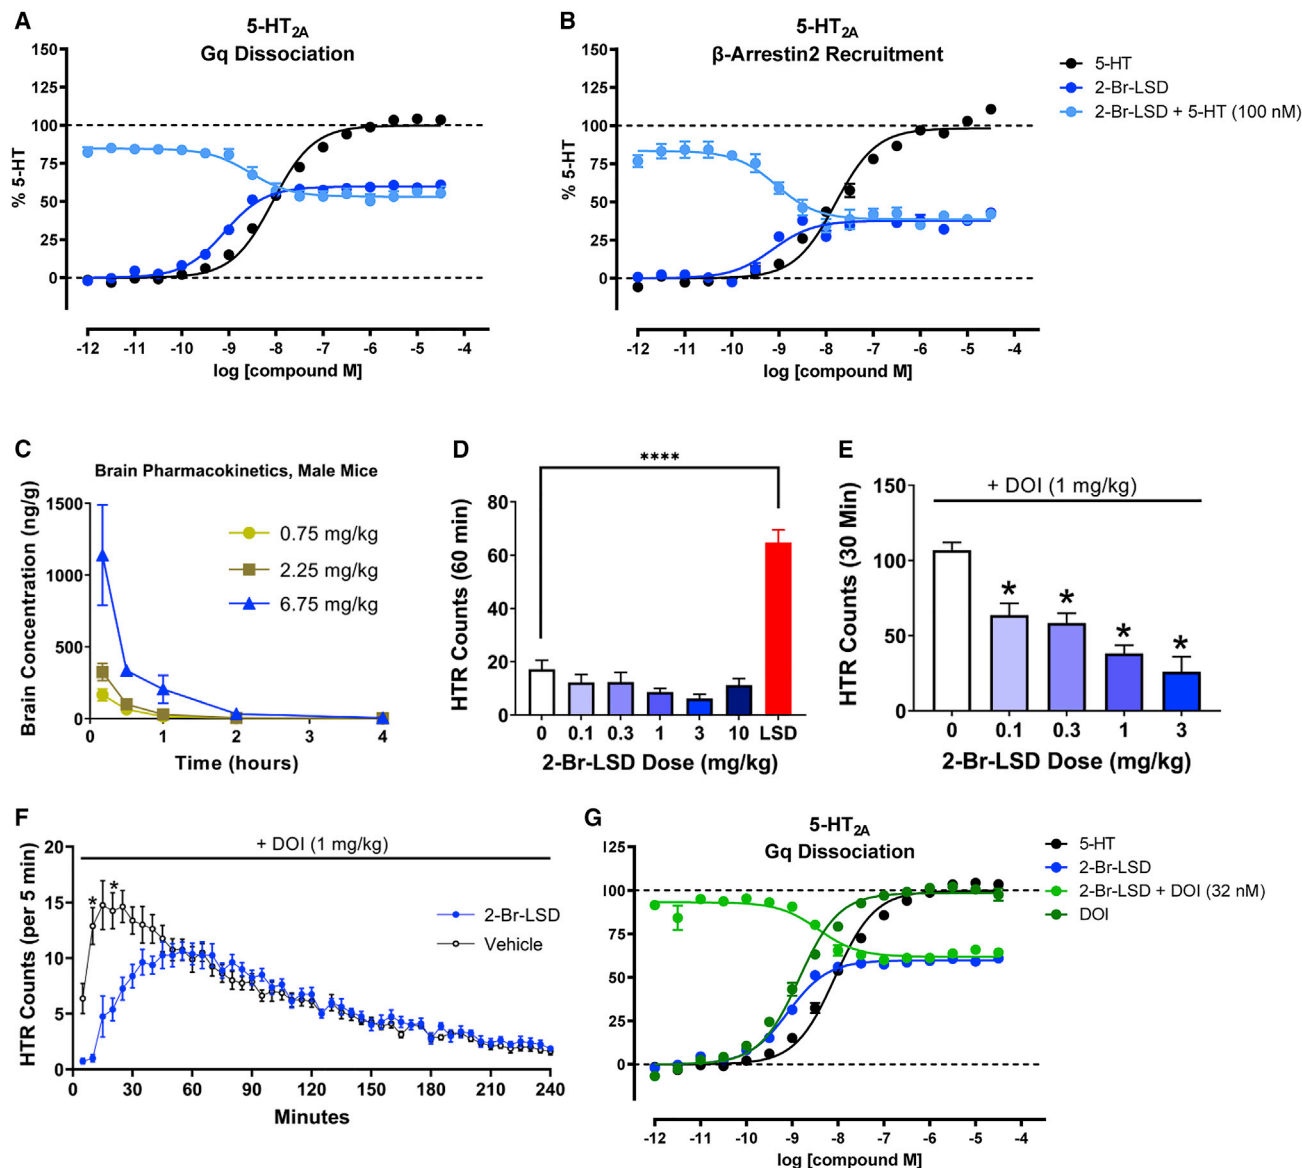 A
5-HT2A
Gq Dissociation
% 5-HT
150
125
100
75
50
25
0
-12 -11 -10 -9 -8 -7 -6 -5 -4
log [compound M]
B
5-HT2A
β-Arrestin2 Recruitment
% 5-HT
150
125
100
75
50
25
0
-12 -11 -10 -9 -8 -7 -6 -5 -4
log [compound M]
5-HT
2-Br-LSD
2-Br-LSD + 5-HT (100 nM)
C
Brain Pharmacokinetics, Male Mice
Brain Concentration (ng/g)
1500
1000
500
0
0 1 2 3 4
Time (hours)
0.75 mg/kg
2.25 mg/kg
6.75 mg/kg
D
****
HTR Counts (60 min)
80
60
40
20
0
0 0.1 0.3 1 3 10 LSD
2-Br-LSD Dose (mg/kg)
E
+ DOI (1 mg/kg)
HTR Counts (30 Min)
150
100
50
0
* * * *
0 0.1 0.3 1 3
2-Br-LSD Dose (mg/kg)
F
+ DOI (1 mg/kg)
HTR Counts (per 5 min)
20
15
10
5
0
* *
2-Br-LSD
Vehicle
0 30 60 90 120 150 180 210 240
Minutes
G
5-HT2A
Gq Dissociation
125
100
75
50
25
0
-12 -11 -10 -9 -8 -7 -6 -5 -4
log [compound M]
5-HT
2-Br-LSD
2-Br-LSD + DOI (32 nM)
DOI